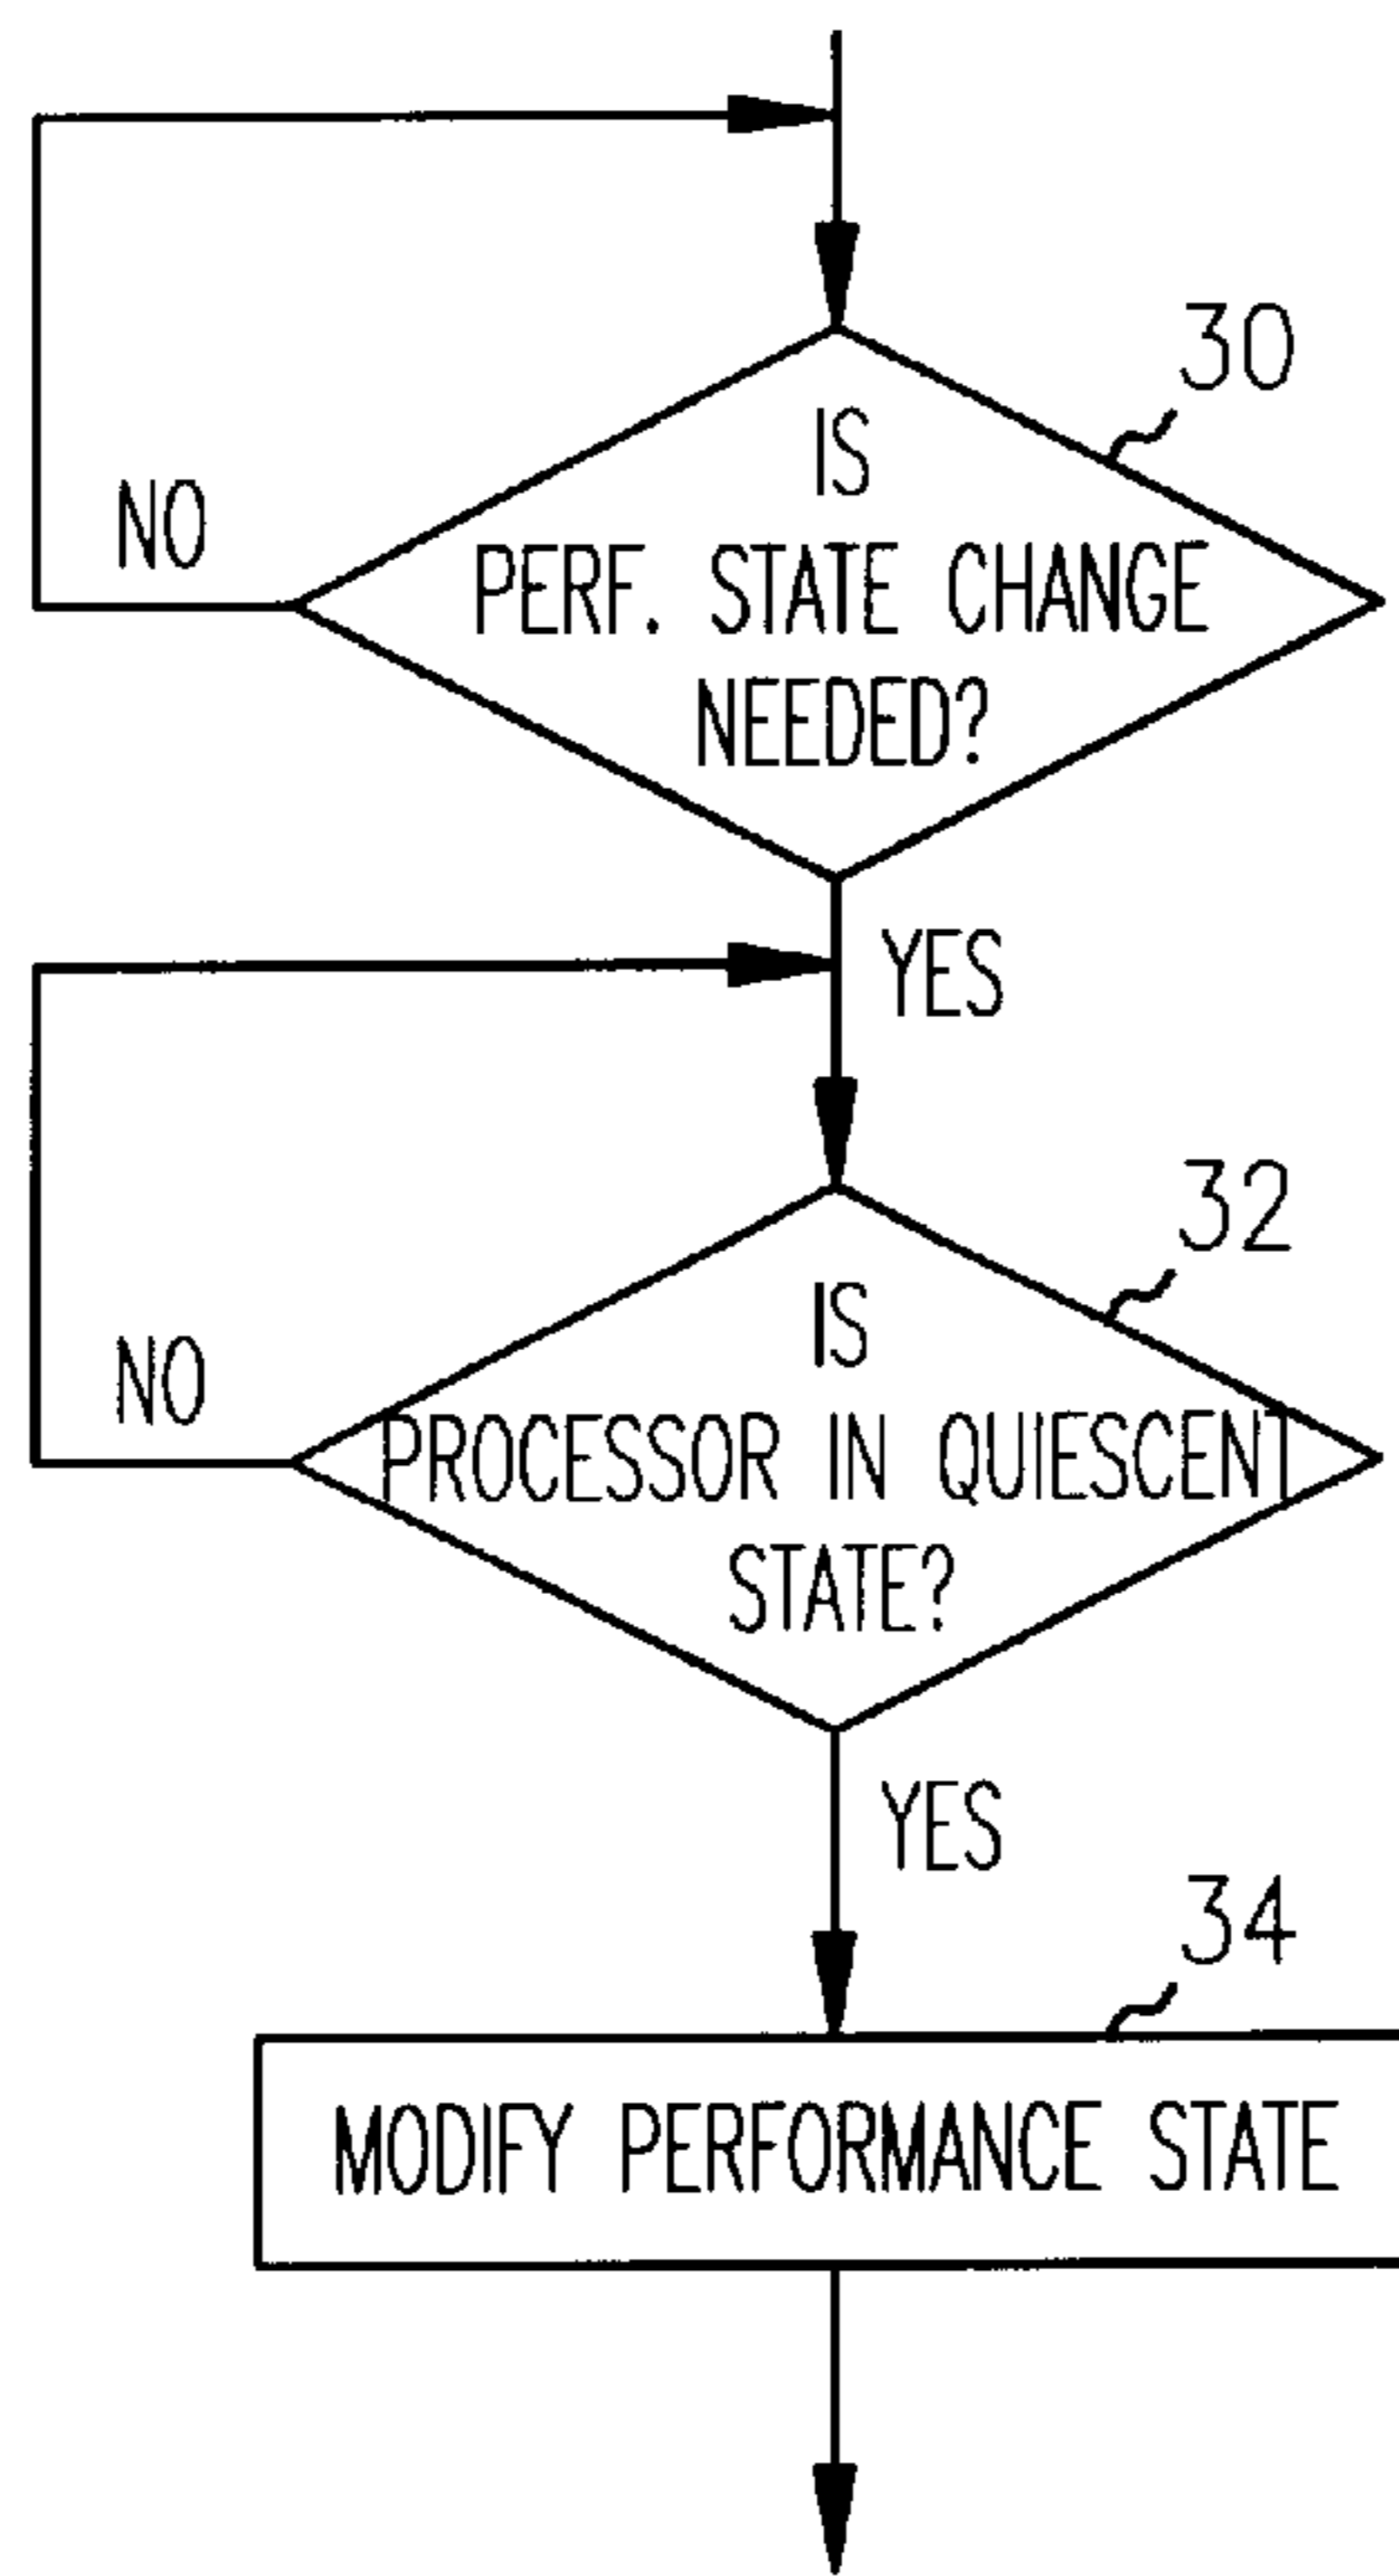 30
IS
PERF. STATE CHANGE
NEEDED?
NO
YES
32
IS
PROCESSOR IN QUIESCENT
STATE?
NO
YES
34
MODIFY PERFORMANCE STATE